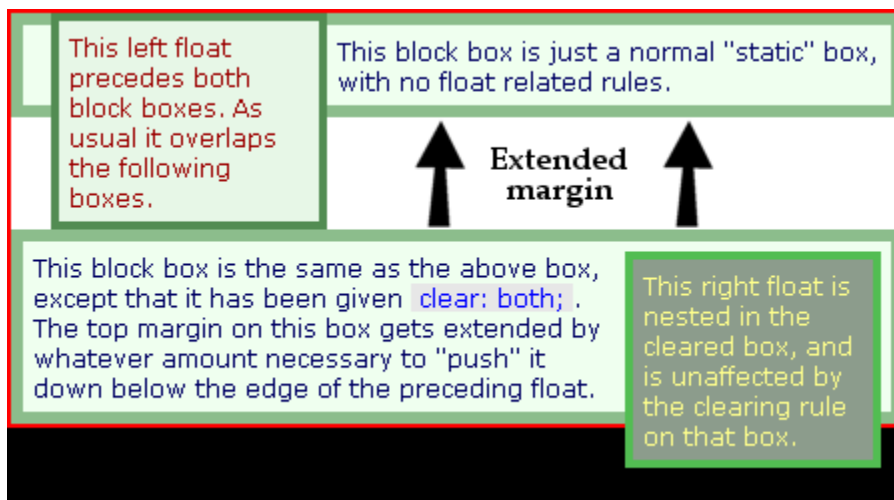 This left float
precedes both
block boxes. As
usual it overlaps
the following
boxes.
This block box is just a normal "static" box,
with no float related rules.
Extended
margin
This block box is the same as the above box,
except that it has been given clear: both; .
The top margin on this box gets extended by
whatever amount necessary to "push" it
down below the edge of the preceding float.
This right float is
nested in the
cleared box, and
is unaffected by
the clearing rule
on that box.